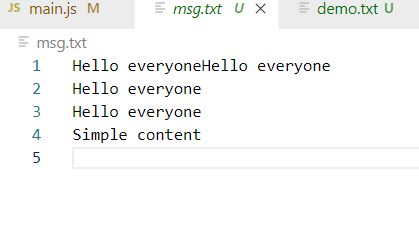 JS main.js M msg.txt U demo.txt U
msg.txt
1 Hello everyoneHello everyone
2 Hello everyone
3 Hello everyone
4 Simple content
5